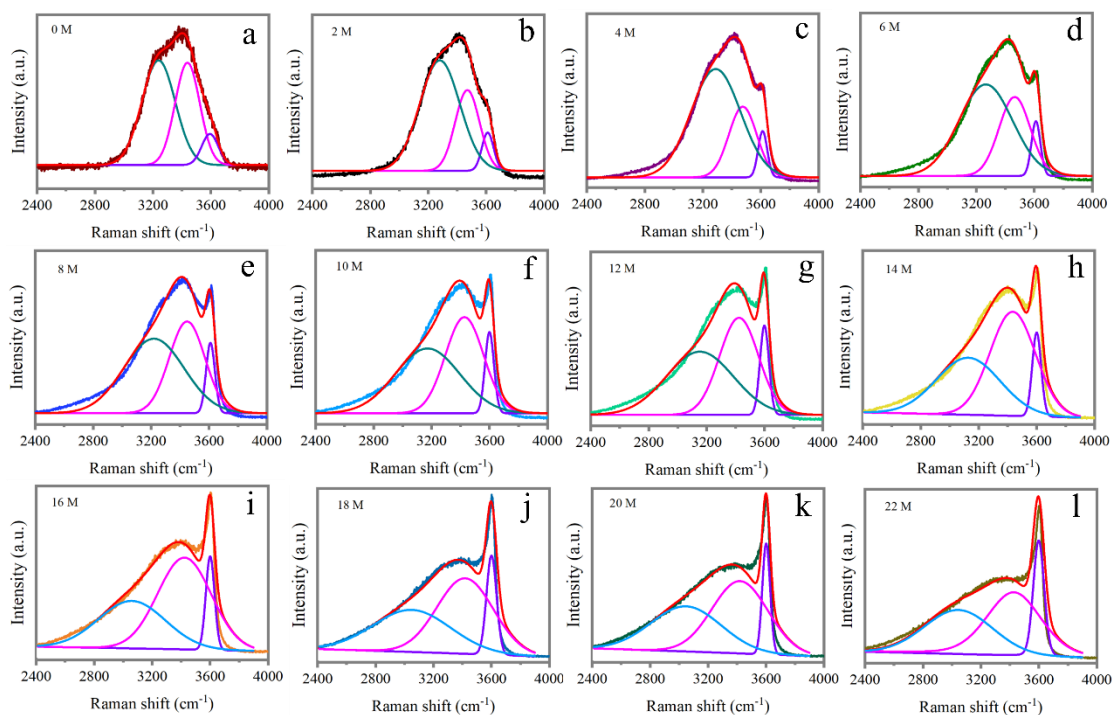 0 M a
Intensity (a.u.)
2400 2800 3200 3600 4000
Raman shift (cm-1)
2 M b
Intensity (a.u.)
2400 2800 3200 3600 4000
Raman shift (cm-1)
4 M c
Intensity (a.u.)
2400 2800 3200 3600 4000
Raman shift (cm-1)
6 M d
Intensity (a.u.)
2400 2800 3200 3600 4000
Raman shift (cm-1)
8 M e
Intensity (a.u.)
2400 2800 3200 3600 4000
Raman shift (cm-1)
10 M f
Intensity (a.u.)
2400 2800 3200 3600 4000
Raman shift (cm-1)
12 M g
Intensity (a.u.)
2400 2800 3200 3600 4000
Raman shift (cm-1)
14 M h
Intensity (a.u.)
2400 2800 3200 3600 4000
Raman shift (cm-1)
16 M i
Intensity (a.u.)
2400 2800 3200 3600 4000
Raman shift (cm-1)
18 M j
Intensity (a.u.)
2400 2800 3200 3600 4000
Raman shift (cm-1)
20 M k
Intensity (a.u.)
2400 2800 3200 3600 4000
Raman shift (cm-1)
22 M l
Intensity (a.u.)
2400 2800 3200 3600 4000
Raman shift (cm-1)